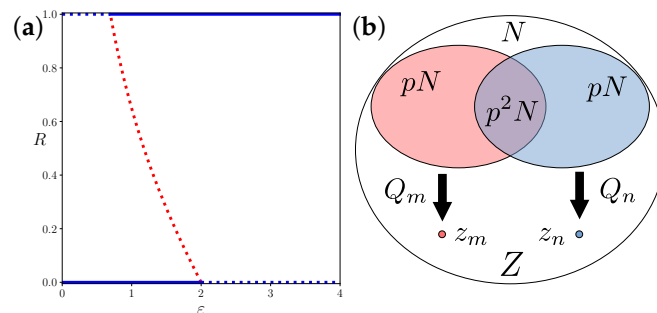 (a)
1.0
0.8
0.6
R
0.4
0.2
0.0
0 1 2 3 4
ε
(b)
N
pN p²N pN
Q_m Q_n
z_m z_n
Z